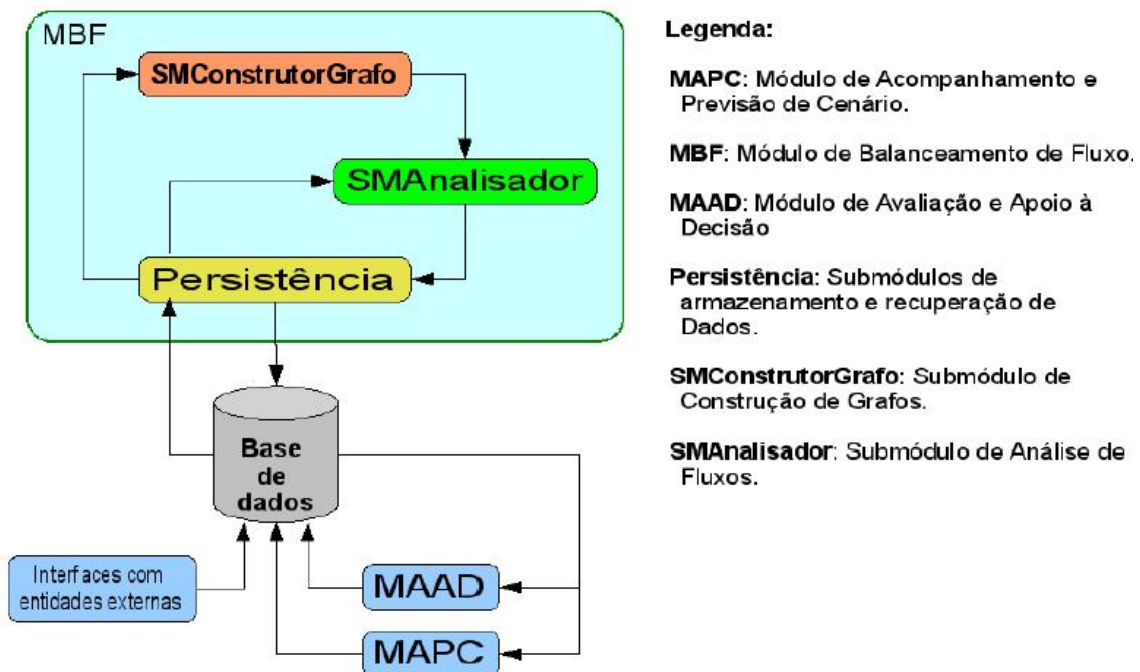 MBF
SMConstrutorGrafo
SMAnalisador
Persistência
Base
de
dados
Interfaces com
entidades externas
MAAD
MAPC
Legenda:
MAPC: Módulo de Acompanhamento e
Previsão de Cenário.
MBF: Módulo de Balanceamento de Fluxo.
MAAD: Módulo de Avaliação e Apoio à
Decisão
Persistência: Submódulos de
armazenamento e recuperação de
Dados.
SMConstrutorGrafo: Submódulo de
Construção de Grafos.
SMAnalisador: Submódulo de Análise de
Fluxos.